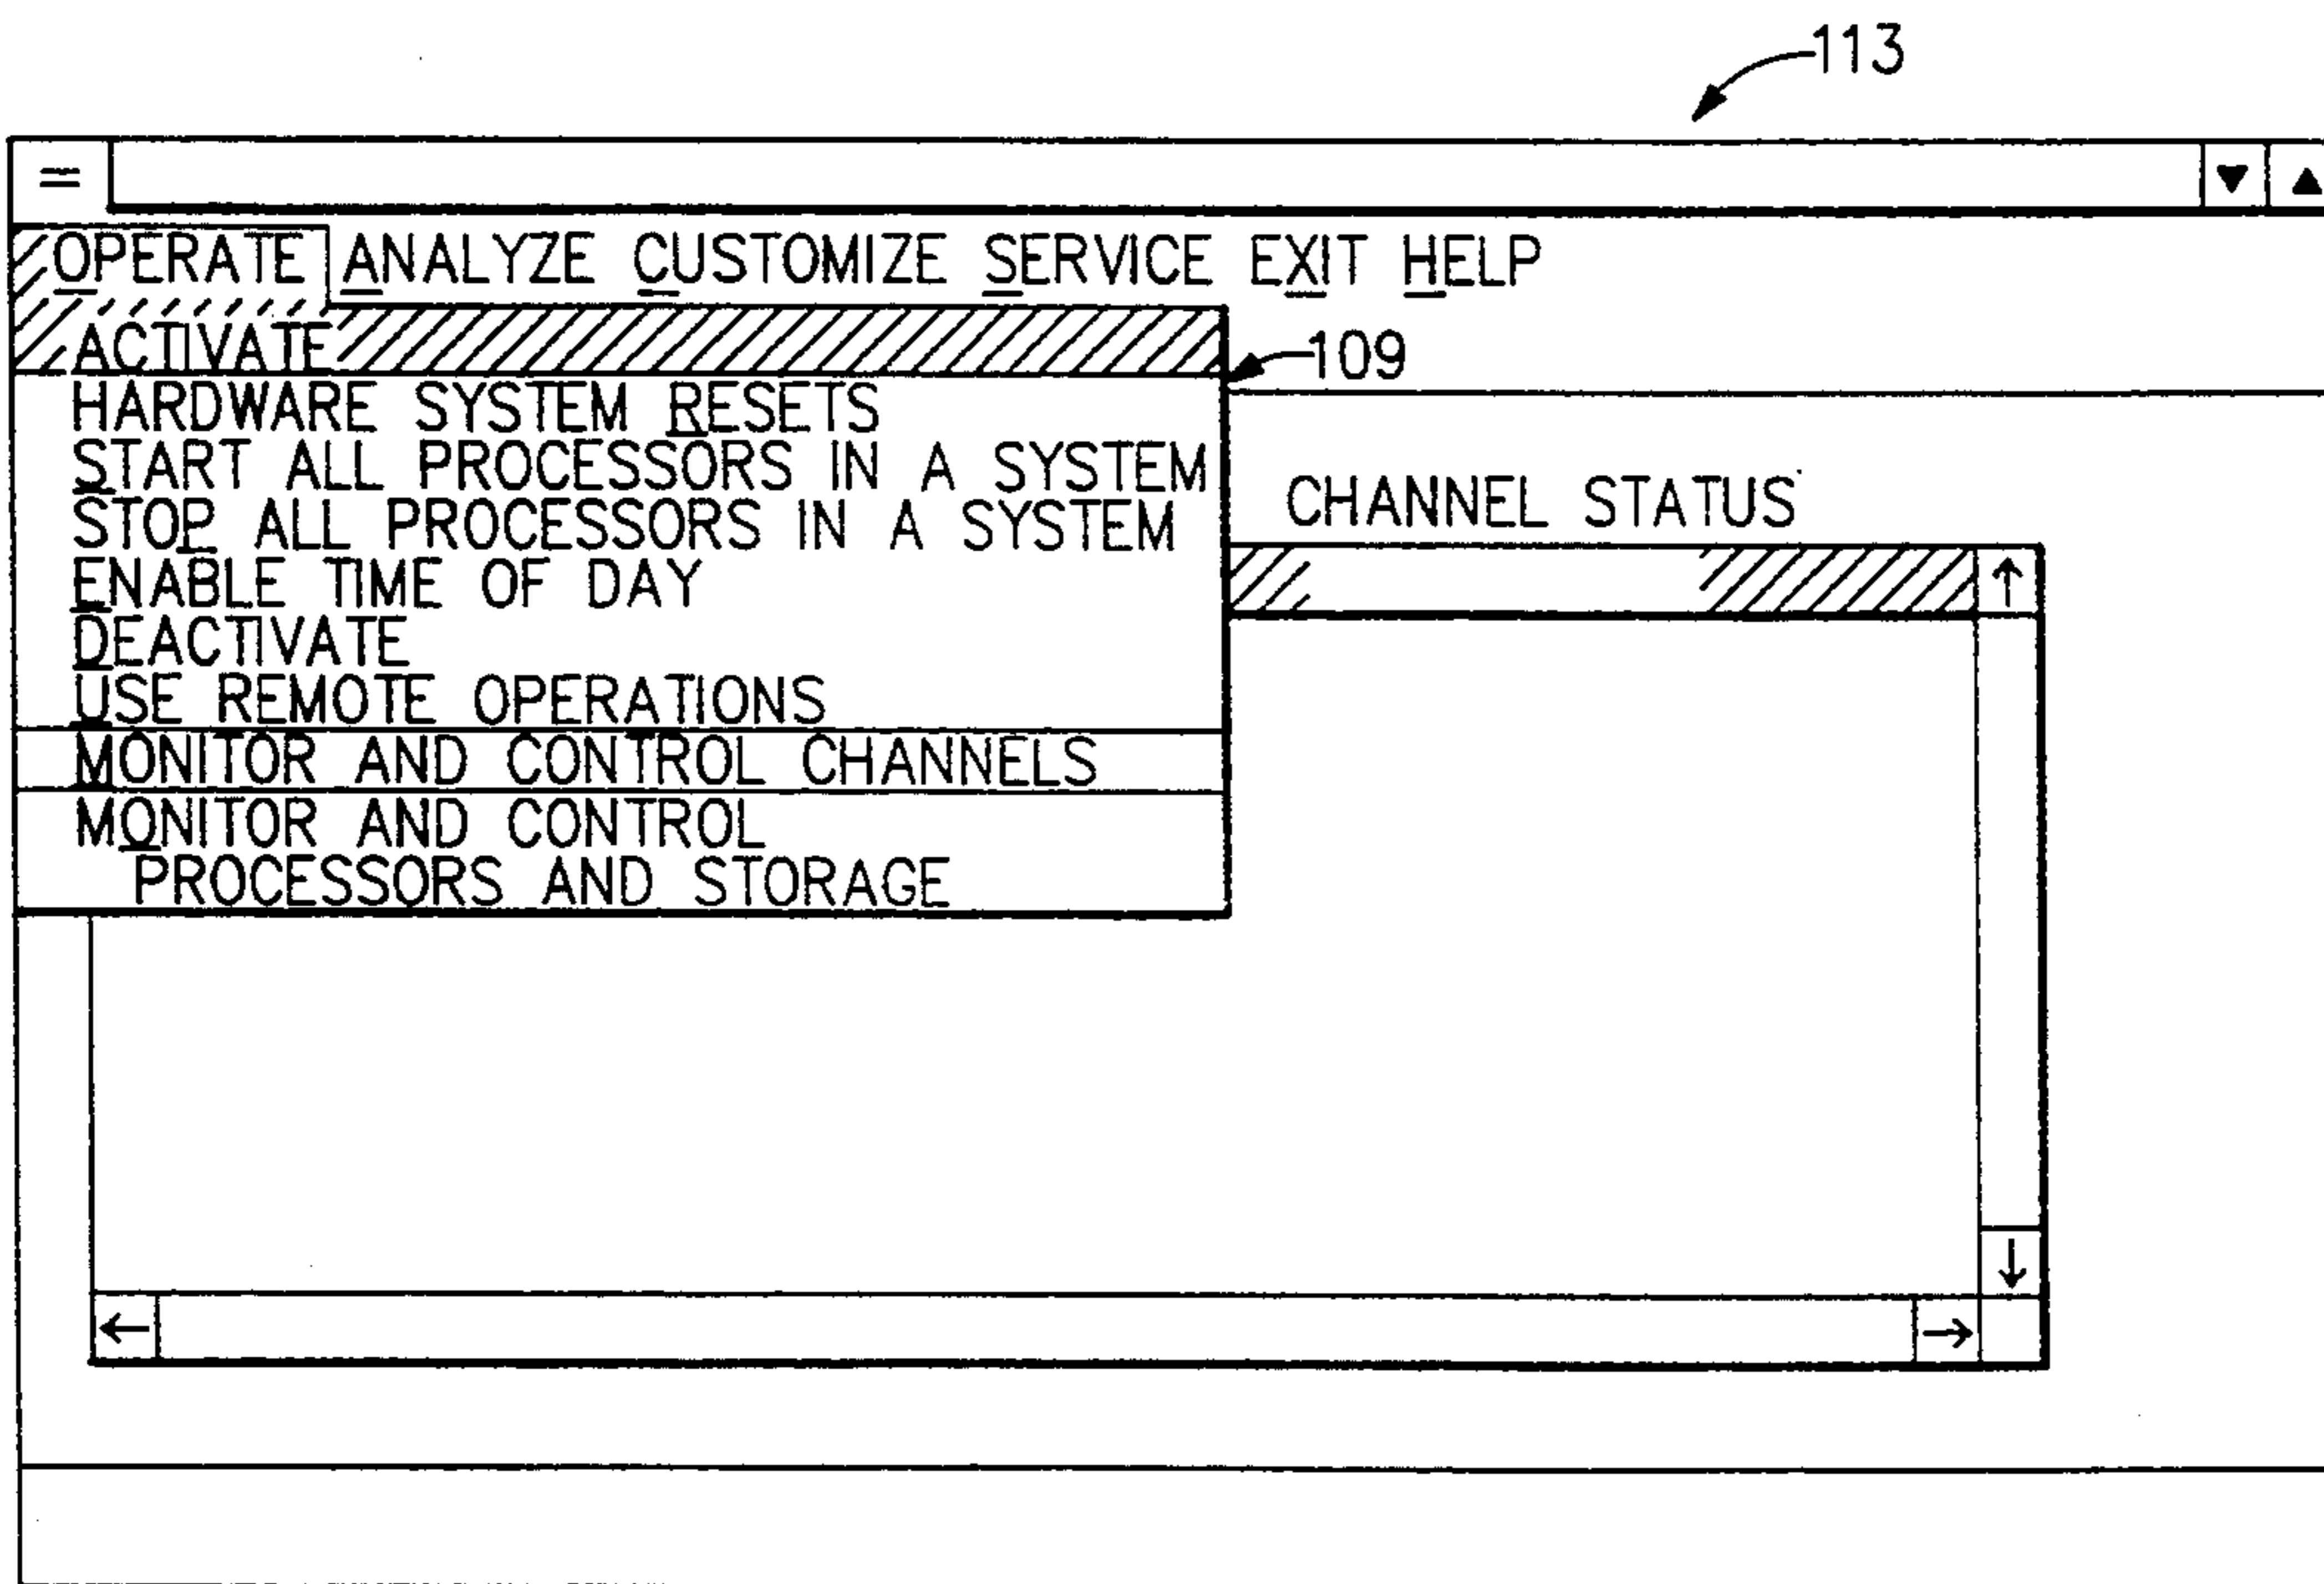 113
=
OPERATE ANALYZE CUSTOMIZE SERVICE EXIT HELP
ACTIVATE
109
HARDWARE SYSTEM RESETS
START ALL PROCESSORS IN A SYSTEM
STOP ALL PROCESSORS IN A SYSTEM
CHANNEL STATUS
ENABLE TIME OF DAY
DEACTIVATE
USE REMOTE OPERATIONS
MONITOR AND CONTROL CHANNELS
MONITOR AND CONTROL
PROCESSORS AND STORAGE